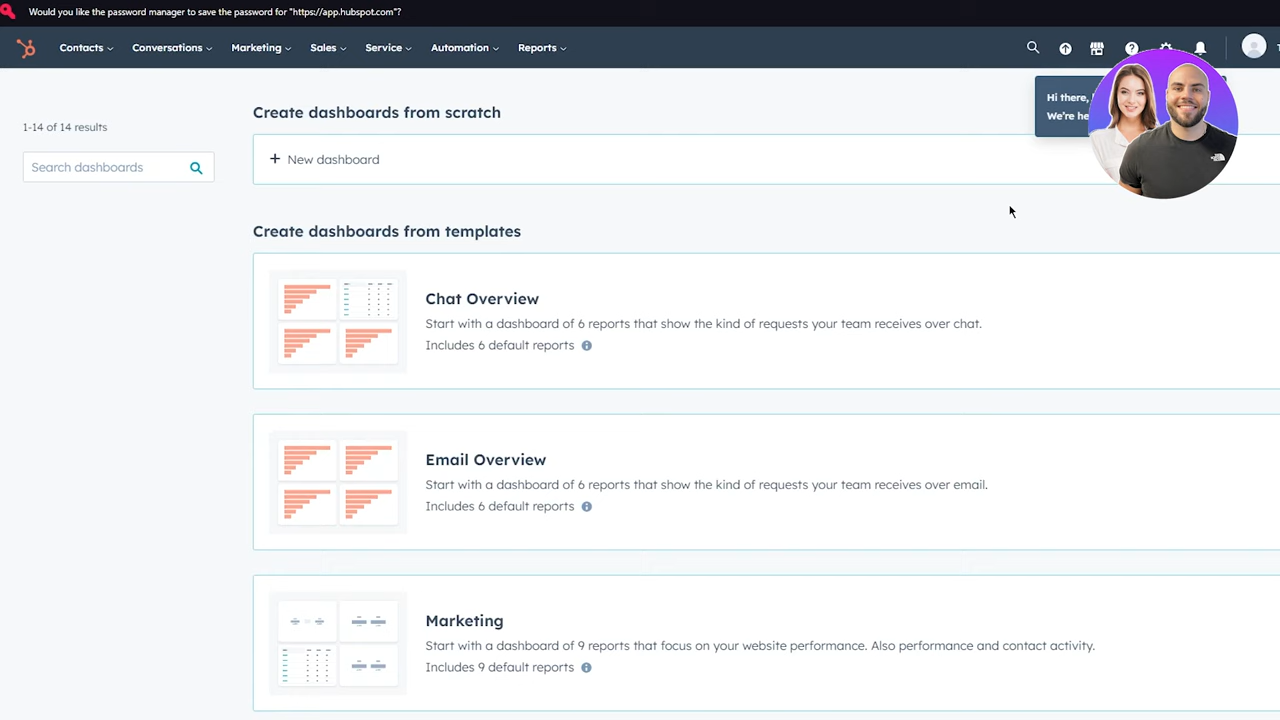 Would you like the password manager to save the password for "https://app.hubspot.com"?
Contacts
Conversations
Marketing
Sales
Service
Automation
Reports
Hi there,
We're
1-14 of 14 results
Search dashboards
Create dashboards from scratch
+ New dashboard
Create dashboards from templates
Chat Overview
Start with a dashboard of 6 reports that show the kind of requests your team receives over chat.
Includes 6 default reports
Email Overview
Start with a dashboard of 6 reports that show the kind of requests your team receives over email.
Includes 6 default reports
Marketing
Start with a dashboard of 9 reports that focus on your website performance. Also performance and contact activity.
Includes 9 default reports